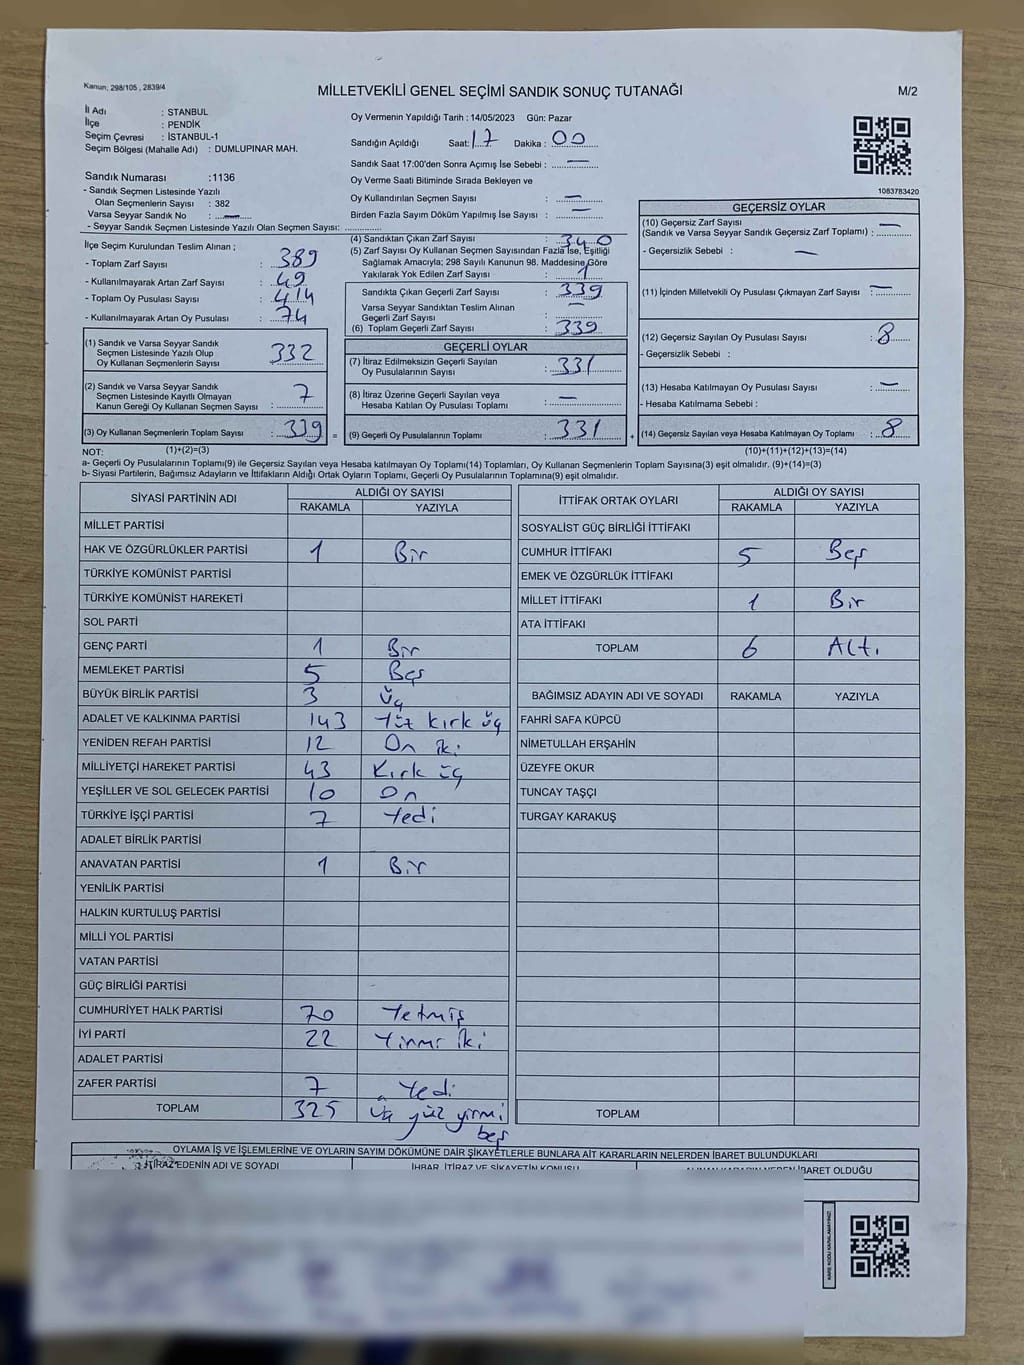 Kanun; 298/105 , 2839/4
MİLLETVEKİLİ GENEL SEÇİMİ SANDIK SONUÇ TUTANAĞI
M/2
İl Adı : STANBUL
İlçe : PENDİK
Seçim Çevresi : İSTANBUL-1
Seçim Bölgesi (Mahalle Adı) : DUMLUPINAR MAH.
Oy Vermenin Yapıldığı Tarih : 14/05/2023 Gün: Pazar
Sandığın Açıldığı Saat: 17 Dakika : 00
Sandık Saat 17:00'den Sonra Açımış İse Sebebi : —
Oy Verme Saati Bitiminde Sırada Bekleyen ve
Oy Kullandırılan Seçmen Sayısı : —
Birden Fazla Sayım Döküm Yapılmış İse Sayısı : —
1083783420
Sandık Numarası :1136
- Sandık Seçmen Listesinde Yazılı
Olan Seçmenlerin Sayısı : 382
Varsa Seyyar Sandık No : —
- Seyyar Sandık Seçmen Listesinde Yazılı Olan Seçmen Sayısı:
İlçe Seçim Kurulundan Teslim Alınan ;
- Toplam Zarf Sayısı : 389
- Kullanılmayarak Artan Zarf Sayısı : 49
- Toplam Oy Pusulası Sayısı : 414
- Kullanılmayarak Artan Oy Pusulası : 74
(1) Sandık ve Varsa Seyyar Sandık
Seçmen Listesinde Yazılı Olup
Oy Kullanan Seçmenlerin Sayısı : 332
(2) Sandık ve Varsa Seyyar Sandık
Seçmen Listesinde Kayıtlı Olmayan
Kanun Gereği Oy Kullanan Seçmen Sayısı : 7
(3) Oy Kullanan Seçmenlerin Toplam Sayısı : 339
(4) Sandıktan Çıkan Zarf Sayısı : 340
(5) Zarf Sayısı Oy Kullanan Seçmen Sayısından Fazla İse, Eşitliği
Sağlamak Amacıyla; 298 Sayılı Kanunun 98. Maddesine Göre
Yakılarak Yok Edilen Zarf Sayısı : 1
Sandıkta Çıkan Geçerli Zarf Sayısı : 339
Varsa Seyyar Sandıktan Teslim Alınan
Geçerli Zarf Sayısı : —
(6) Toplam Geçerli Zarf Sayısı : 339
GEÇERLİ OYLAR
(7) İtiraz Edilmeksizin Geçerli Sayılan
Oy Pusulalarının Sayısı : 331
(8) İtiraz Üzerine Geçerli Sayılan veya
Hesaba Katılan Oy Pusulası Toplamı : —
= (9) Geçerli Oy Pusulalarının Toplamı : 331
GEÇERSİZ OYLAR
(10) Geçersiz Zarf Sayısı
(Sandık ve Varsa Seyyar Sandık Geçersiz Zarf Toplamı) : —
- Geçersizlik Sebebi : —
(11) İçinden Milletvekili Oy Pusulası Çıkmayan Zarf Sayısı : —
(12) Geçersiz Sayılan Oy Pusulası Sayısı : 8
- Geçersizlik Sebebi :
(13) Hesaba Katılmayan Oy Pusulası Sayısı : —
- Hesaba Katılmama Sebebi :
+ (14) Geçersiz Sayılan veya Hesaba Katılmayan Oy Toplamı : 8
NOT: (1)+(2)=(3) (10)+(11)+(12)+(13)=(14)
a- Geçerli Oy Pusulalarının Toplamı(9) ile Geçersiz Sayılan veya Hesaba katılmayan Oy Toplamı(14) Toplamları, Oy Kullanan Seçmenlerin Toplam Sayısına(3) eşit olmalıdır. (9)+(14)=(3)
b- Siyasi Partilerin, Bağımsız Adayların ve İttifakların Aldığı Ortak Oyların Toplamı, Geçerli Oy Pusulalarının Toplamına(9) eşit olmalıdır.
SİYASİ PARTİNİN ADI ALDIĞI OY SAYISI
RAKAMLA YAZIYLA
MİLLET PARTİSİ
HAK VE ÖZGÜRLÜKLER PARTİSİ 1 Bir
TÜRKİYE KOMÜNİST PARTİSİ
TÜRKİYE KOMÜNİST HAREKETİ
SOL PARTİ
GENÇ PARTİ 1 Bir
MEMLEKET PARTİSİ 5 Beş
BÜYÜK BİRLİK PARTİSİ 3 Üç
ADALET VE KALKINMA PARTİSİ 143 Yüz kırk üç
YENİDEN REFAH PARTİSİ 12 On iki
MİLLİYETÇİ HAREKET PARTİSİ 43 Kırk üç
YEŞİLLER VE SOL GELECEK PARTİSİ 10 On
TÜRKİYE İŞÇİ PARTİSİ 7 Yedi
ADALET BİRLİK PARTİSİ
ANAVATAN PARTİSİ 1 Bir
YENİLİK PARTİSİ
HALKIN KURTULUŞ PARTİSİ
MİLLİ YOL PARTİSİ
VATAN PARTİSİ
GÜÇ BİRLİĞİ PARTİSİ
CUMHURİYET HALK PARTİSİ 70 Yetmiş
İYİ PARTİ 22 Yirmi iki
ADALET PARTİSİ
ZAFER PARTİSİ 7 Yedi
TOPLAM 325 Üç yüz yirmi
beş
İTTİFAK ORTAK OYLARI ALDIĞI OY SAYISI
RAKAMLA YAZIYLA
SOSYALİST GÜÇ BİRLİĞİ İTTİFAKI
CUMHUR İTTİFAKI 5 Beş
EMEK VE ÖZGÜRLÜK İTTİFAKI
MİLLET İTTİFAKI 1 Bir
ATA İTTİFAKI
TOPLAM 6 Altı
BAĞIMSIZ ADAYIN ADI VE SOYADI RAKAMLA YAZIYLA
FAHRİ SAFA KÜPCÜ
NİMETULLAH ERŞAHİN
ÜZEYFE OKUR
TUNCAY TAŞÇI
TURGAY KARAKUŞ
TOPLAM
OYLAMA İŞ VE İŞLEMLERİNE VE OYLARIN SAYIM DÖKÜMÜNE DAİR ŞİKAYETLERLE BUNLARA AİT KARARLARIN NELERDEN İBARET BULUNDUKLARI
İTİRAZ EDENİN ADI VE SOYADI İHBAR, İTİRAZ VE ŞİKAYETİN KONUSU ALINAN KARARIN NEDEN İBARET OLDUĞU
KARE KODU KARALAMAYINIZ!